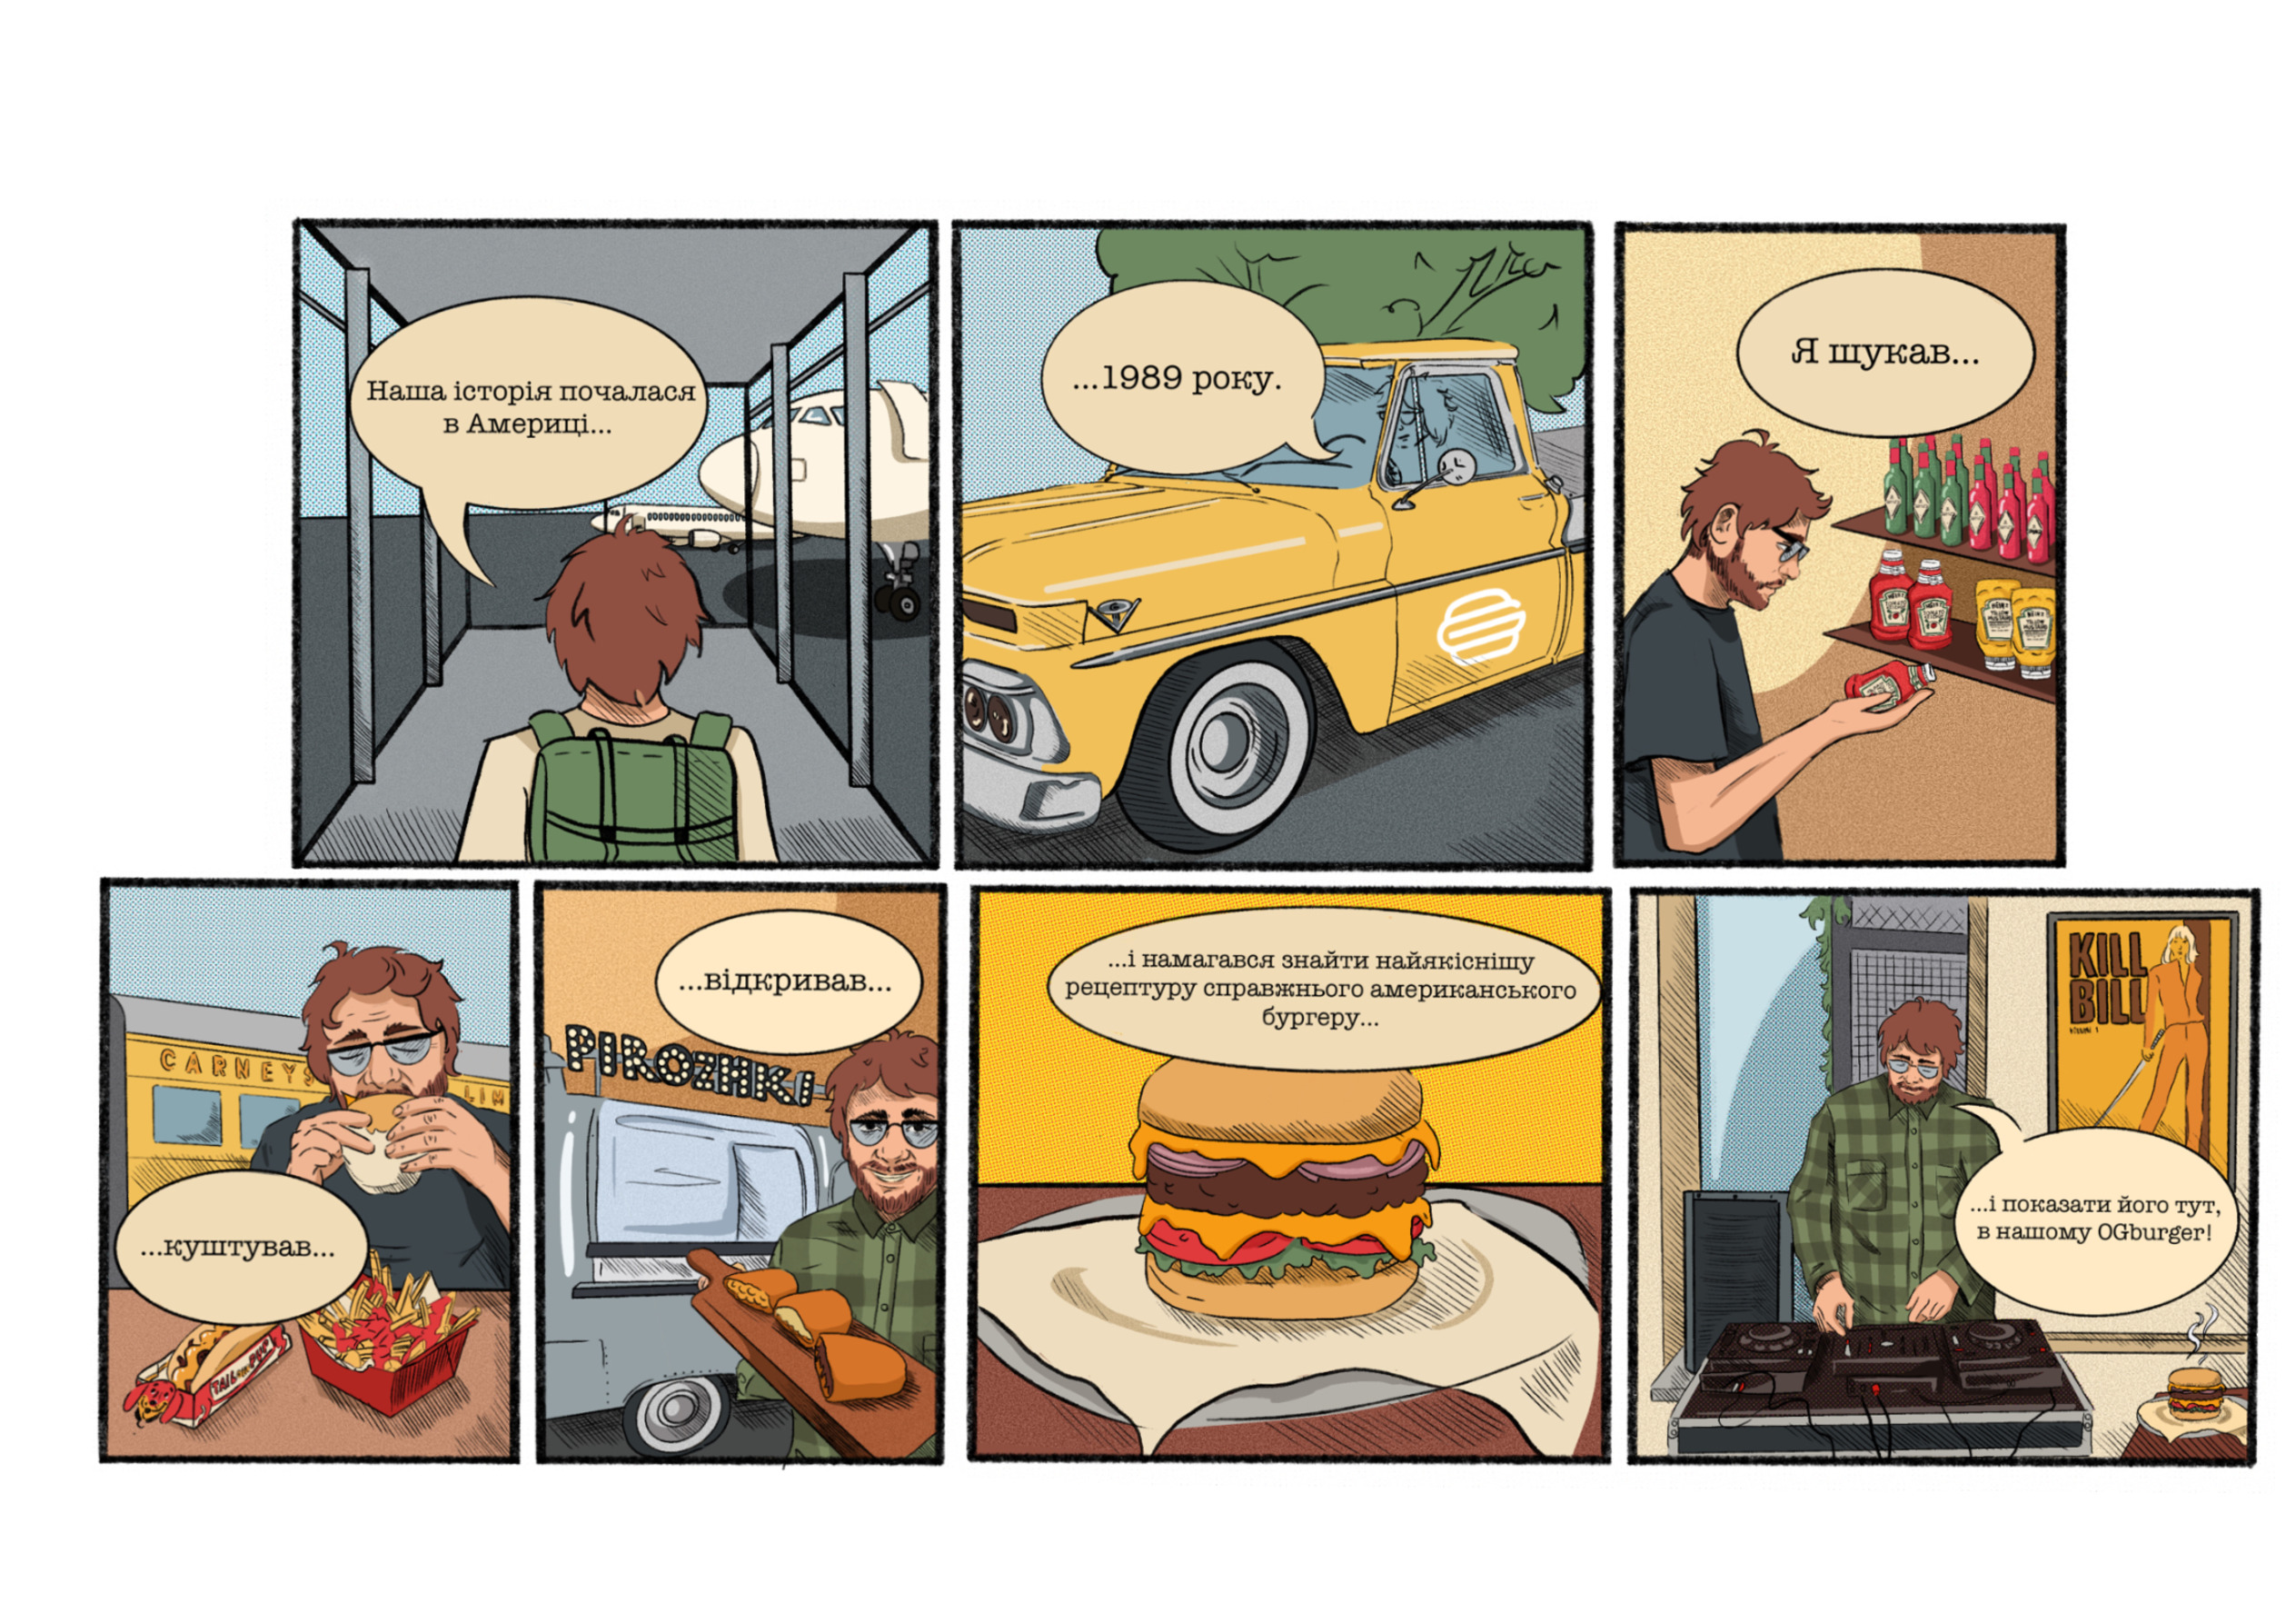 Наша історія почалася
в Америці...
...1989 року.
Я шукав...
CARNEYS
LIM
...куштував...
...відкривав...
PIROZHKI
...і намагався знайти найякіснішу
рецептуру справжнього американського
бургеру...
KILL
BILL
...і показати його тут,
в нашому OGburger!